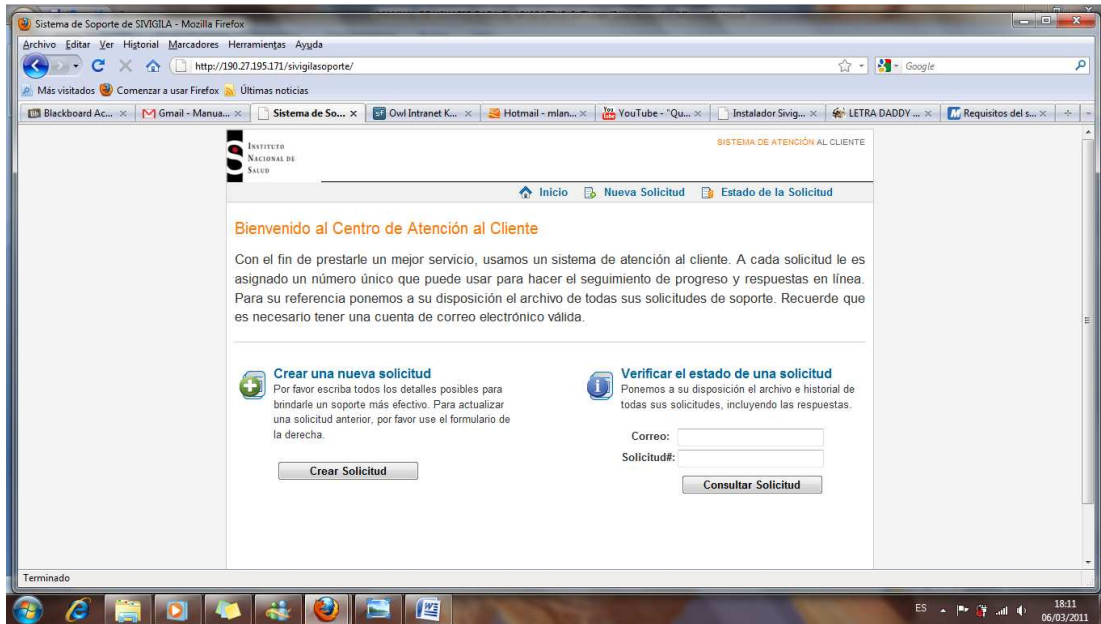 Sistema de Soporte de SIVIGILA - Mozilla Firefox
Archivo Editar Ver Historial Marcadores Herramientas Ayuda
http://190.27.195.171/sivigilasoporte/
Google
Más visitados Comenzar a usar Firefox Últimas noticias
Blackboard Ac... Gmail - Manua... Sistema de So... Owl Intranet K... Hotmail - mlan... YouTube - "Qu... Instalador Sivig... LETRA DADDY ... Requisitos del s...
INSTITUTO
NACIONAL DE
SALUD
SISTEMA DE ATENCIÓN AL CLIENTE
Inicio Nueva Solicitud Estado de la Solicitud
Bienvenido al Centro de Atención al Cliente
Con el fin de prestarle un mejor servicio, usamos un sistema de atención al cliente. A cada solicitud le es
asignado un número único que puede usar para hacer el seguimiento de progreso y respuestas en línea.
Para su referencia ponemos a su disposición el archivo de todas sus solicitudes de soporte. Recuerde que
es necesario tener una cuenta de correo electrónico válida.
Crear una nueva solicitud
Por favor escriba todos los detalles posibles para
brindarle un soporte más efectivo. Para actualizar
una solicitud anterior, por favor use el formulario de
la derecha.
Crear Solicitud
Verificar el estado de una solicitud
Ponemos a su disposición el archivo e historial de
todas sus solicitudes, incluyendo las respuestas.
Correo:
Solicitud#:
Consultar Solicitud
Terminado
ES
18:11
06/03/2011